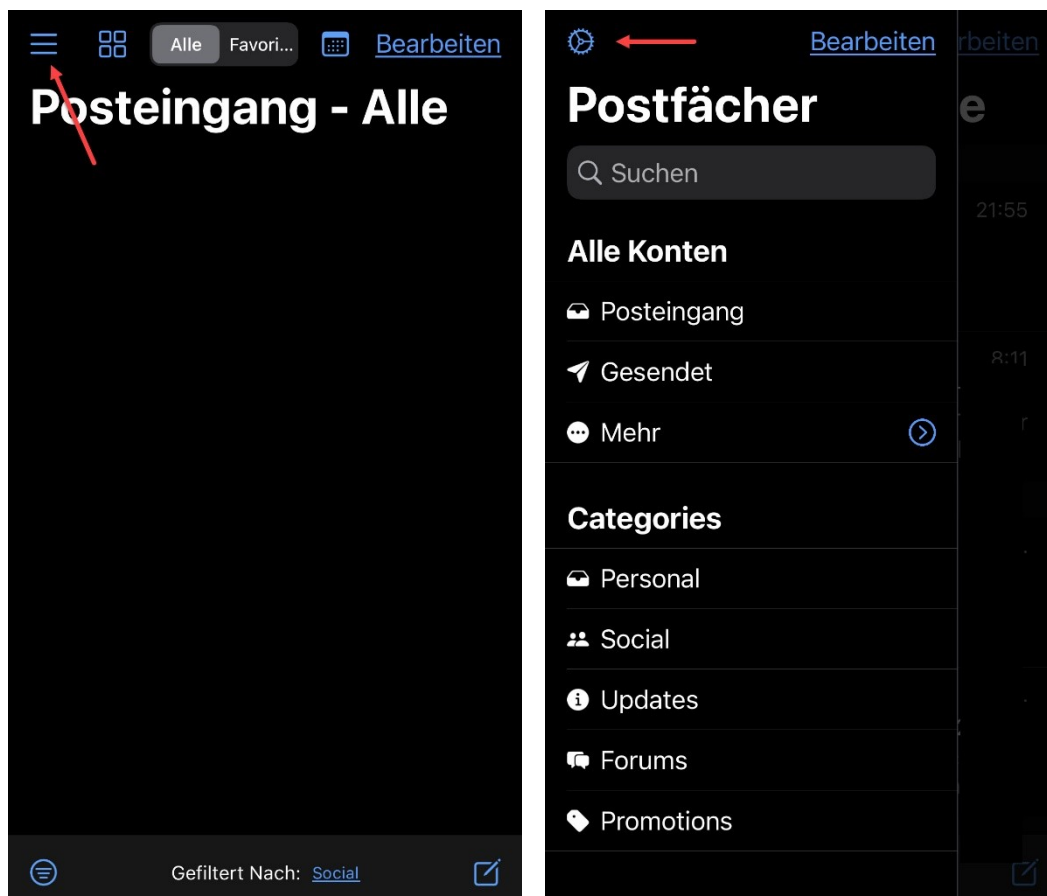 Alle Favori... Bearbeiten
Posteingang - Alle
Gefiltert Nach: Social
Bearbeiten rbeiten
Postfächer e
Suchen
21:55
Alle Konten
Posteingang
8:11
Gesendet
r
Mehr
Categories
Personal
Social
Updates
Forums
Promotions